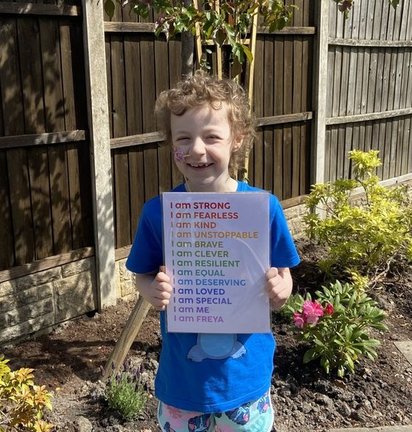 I am STRONG
I am FEARLESS
I am KIND
I am UNSTOPPABLE
I am BRAVE
I am CLEVER
I am RESILIENT
I am EQUAL
I am DESERVING
I am LOVED
I am SPECIAL
I am ME
I am FREYA